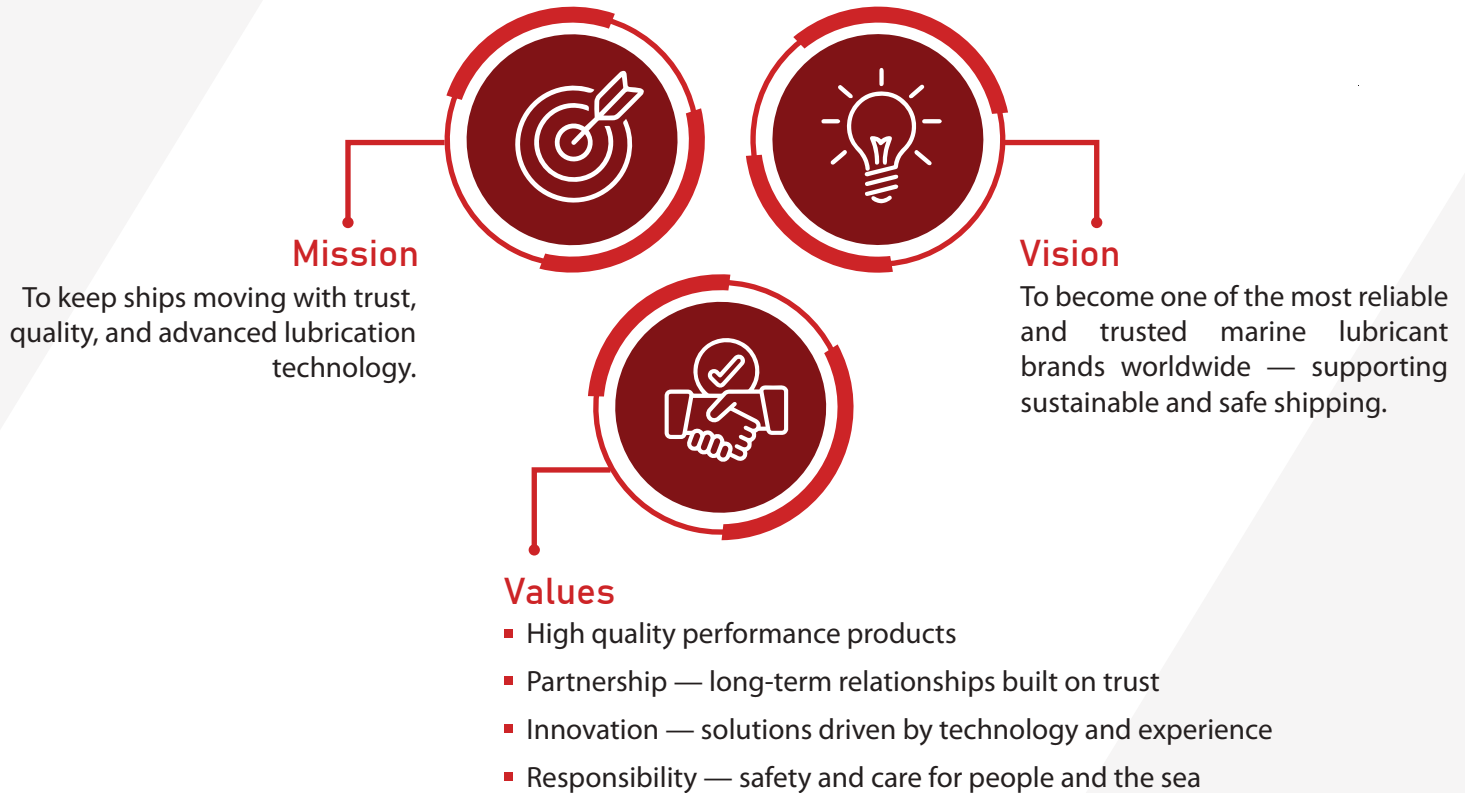 Mission
To keep ships moving with trust,
quality, and advanced lubrication
technology.
Vision
To become one of the most reliable
and trusted marine lubricant
brands worldwide — supporting
sustainable and safe shipping.
Values
▪ High quality performance products
▪ Partnership — long-term relationships built on trust
▪ Innovation — solutions driven by technology and experience
▪ Responsibility — safety and care for people and the sea